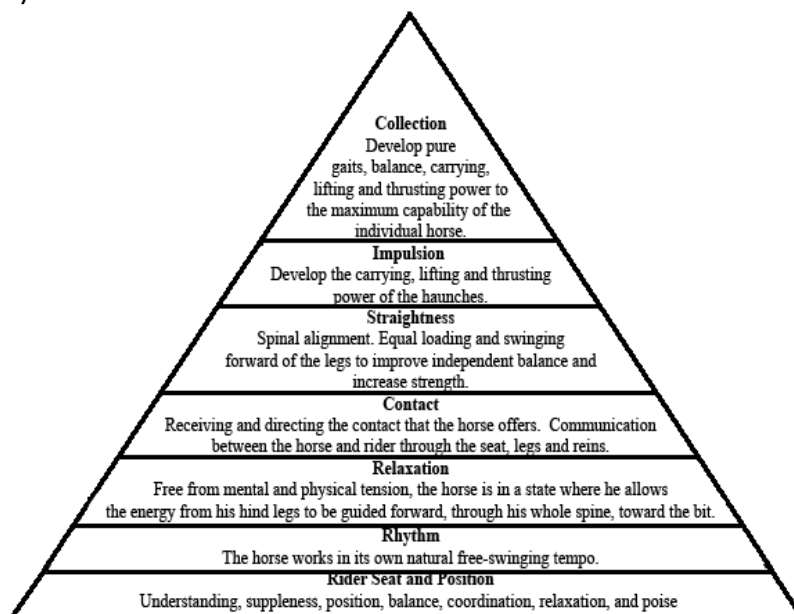 Collection
Develop pure
gaits, balance, carrying,
lifting and thrusting power to
the maximum capability of the
individual horse.
Impulsion
Develop the carrying, lifting and thrusting
power of the haunches.
Straightness
Spinal alignment. Equal loading and swinging
forward of the legs to improve independent balance and
increase strength.
Contact
Receiving and directing the contact that the horse offers. Communication
between the horse and rider through the seat, legs and reins.
Relaxation
Free from mental and physical tension, the horse is in a state where he allows
the energy from his hind legs to be guided forward, through his whole spine, toward the bit.
Rhythm
The horse works in its own natural free-swinging tempo.
Rider Seat and Position
Understanding, suppleness, position, balance, coordination, relaxation, and poise